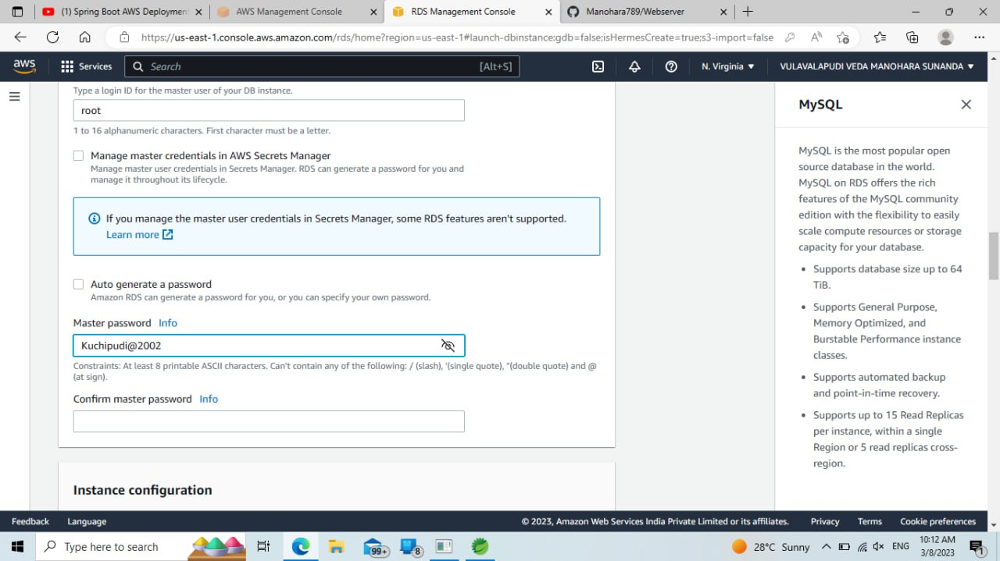 (1) Spring Boot AWS Deploymen
AWS Management Console
RDS Management Console
Manohara789/Webserver
https://us-east-1.console.aws.amazon.com/rds/home?region=us-east-1#launch-dbinstance:gdb=false;isHermesCreate=true;s3-import=false
aws
Services
Search
[Alt+S]
N. Virginia
VULAVALAPUDI VEDA MANOHARA SUNANDA
Type a login ID for the master user of your DB instance.
root
1 to 16 alphanumeric characters. First character must be a letter.
Manage master credentials in AWS Secrets Manager
Manage master user credentials in Secrets Manager. RDS can generate a password for you and
manage it throughout its lifecycle.
If you manage the master user credentials in Secrets Manager, some RDS features aren't supported.
Learn more
Auto generate a password
Amazon RDS can generate a password for you, or you can specify your own password.
Master password Info
Kuchipudi@2002
Constraints: At least 8 printable ASCII characters. Can't contain any of the following: / (slash), '(single quote), "(double quote) and @
(at sign).
Confirm master password Info
Instance configuration
MySQL
MySQL is the most popular open
source database in the world.
MySQL on RDS offers the rich
features of the MySQL community
edition with the flexibility to easily
scale compute resources or storage
capacity for your database.
• Supports database size up to 64
TiB.
• Supports General Purpose,
Memory Optimized, and
Burstable Performance instance
classes.
• Supports automated backup
and point-in-time recovery.
• Supports up to 15 Read Replicas
per instance, within a single
Region or 5 read replicas cross-
region.
Feedback
Language
© 2023, Amazon Web Services India Private Limited or its affiliates.
Privacy
Terms
Cookie preferences
Type here to search
99+
8
28°C Sunny
ENG
10:12 AM
3/8/2023
1